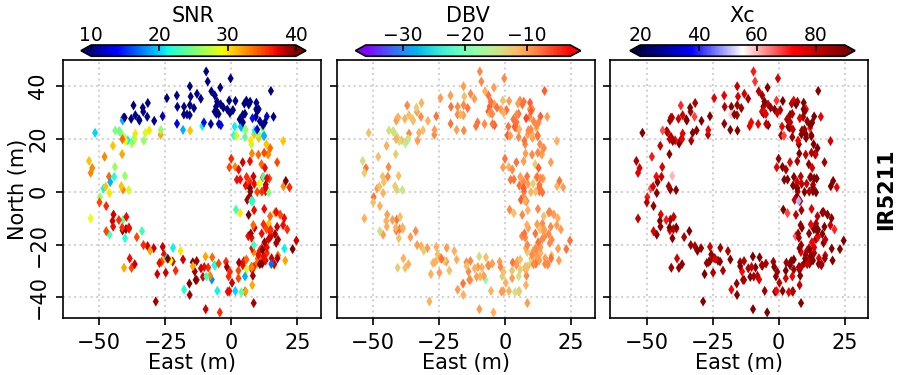 SNR DBV Xc
10 20 30 40 −30 −20 −10 20 40 60 80
40
20
0
−20
−40
North (m)
−50 −25 0 25 −50 −25 0 25 −50 −25 0 25
East (m) East (m) East (m)
IR5211